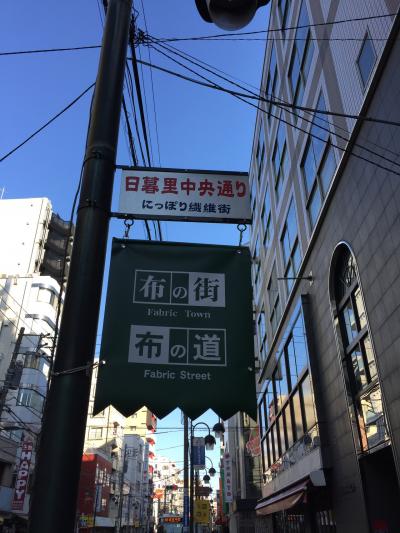 日暮里中央通り
にっぽり繊維街
布の街
Fabric Town
布の道
Fabric Street
HAPPY